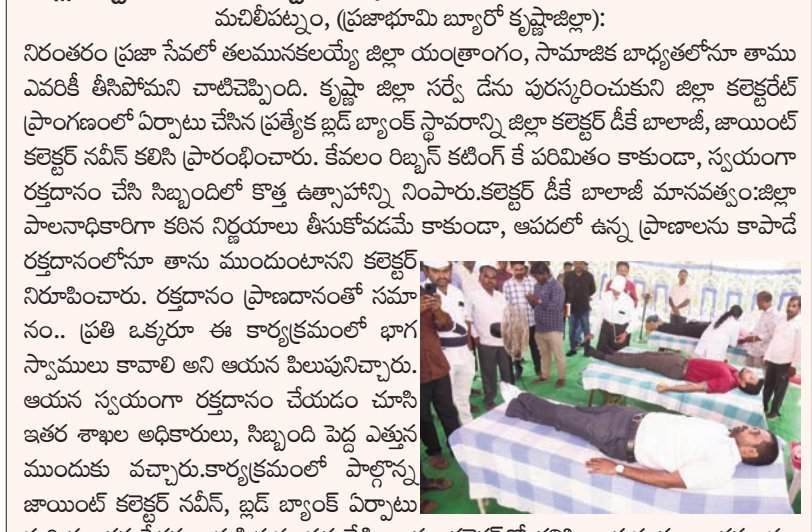 మచిలీపట్నం, (ప్రజాభూమి బ్యూరో కృష్ణాజిల్లా):
నిరంతరం ప్రజా సేవలో తలమునకలయ్యే జిల్లా యంత్రాంగం, సామాజిక బాధ్యతలోనూ తాము
ఎవరికీ తీసిపోమని చాటిచెప్పింది. కృష్ణా జిల్లా సర్వే డేను పురస్కరించుకుని జిల్లా కలెక్టరేట్
ప్రాంగణంలో ఏర్పాటు చేసిన ప్రత్యేక బ్లడ్ బ్యాంక్ స్థావరాన్ని జిల్లా కలెక్టర్ డీకే బాలాజీ, జాయింట్
కలెక్టర్ నవీన్ కలిసి ప్రారంభించారు. కేవలం రిబ్బన్ కటింగ్ కే పరిమితం కాకుండా, స్వయంగా
రక్తదానం చేసి సిబ్బందిలో కొత్త ఉత్సాహాన్ని నింపారు.కలెక్టర్ డీకే బాలాజీ మానవత్వం:జిల్లా
పాలనాధికారిగా కఠిన నిర్ణయాలు తీసుకోవడమే కాకుండా, ఆపదలో ఉన్న ప్రాణాలను కాపాడే
రక్తదానంలోనూ తాను ముందుంటానని కలెక్టర్
నిరూపించారు. రక్తదానం ప్రాణదానంతో సమా
నం.. ప్రతి ఒక్కరూ ఈ కార్యక్రమంలో భాగ
స్వాములు కావాలి అని ఆయన పిలుపునిచ్చారు.
ఆయన స్వయంగా రక్తదానం చేయడం చూసి
ఇతర శాఖల అధికారులు, సిబ్బంది పెద్ద ఎత్తున
ముందుకు వచ్చారు.కార్యక్రమంలో పాల్గొన్న
జాయింట్ కలెక్టర్ నవీన్, బ్లడ్ బ్యాంక్ ఏర్పాటు